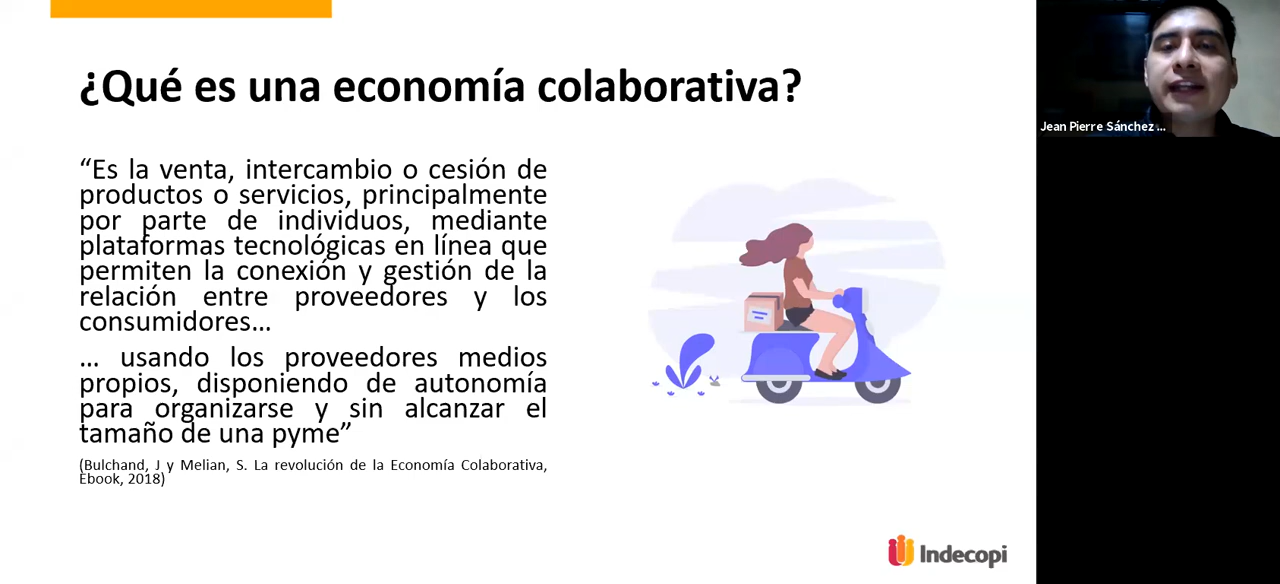 ¿Qué es una economía colaborativa?
“Es la venta, intercambio o cesión de
productos o servicios, principalmente
por parte de individuos, mediante
plataformas tecnológicas en línea que
permiten la conexión y gestión de la
relación entre proveedores y los
consumidores…
… usando los proveedores medios
propios, disponiendo de autonomía
para organizarse y sin alcanzar el
tamaño de una pyme”
(Bulchand, J y Melian, S. La revolución de la Economía Colaborativa,
Ebook, 2018)
Indecopi
Jean Pierre Sánchez ...